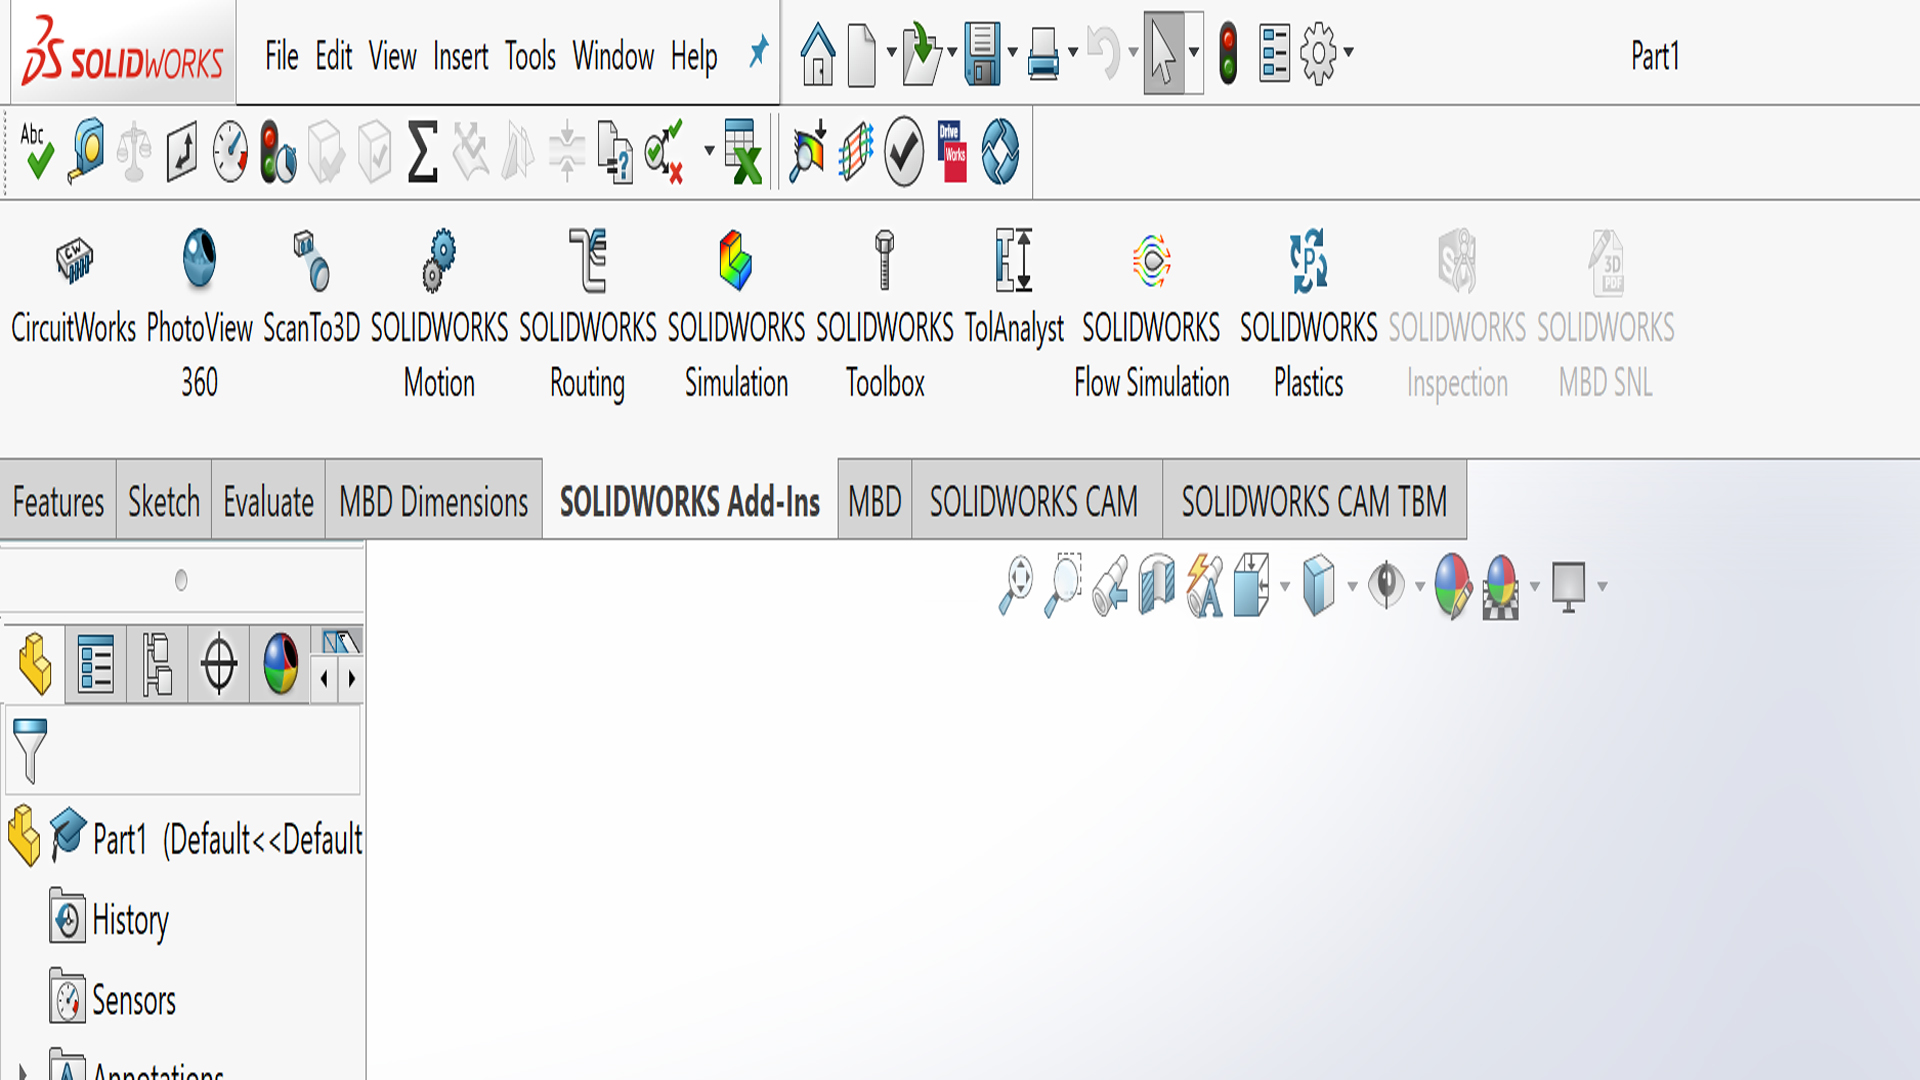 SOLIDWORKS File Edit View Insert Tools Window Help Part1
Abc Drive Works
CircuitWorks PhotoView 360 ScanTo3D SOLIDWORKS Motion SOLIDWORKS Routing SOLIDWORKS Simulation SOLIDWORKS Toolbox TolAnalyst SOLIDWORKS Flow Simulation SOLIDWORKS Plastics SOLIDWORKS Inspection SOLIDWORKS MBD SNL
Features Sketch Evaluate MBD Dimensions SOLIDWORKS Add-Ins MBD SOLIDWORKS CAM SOLIDWORKS CAM TBM
Part1 (Default<<Default
History
Sensors
Annotations